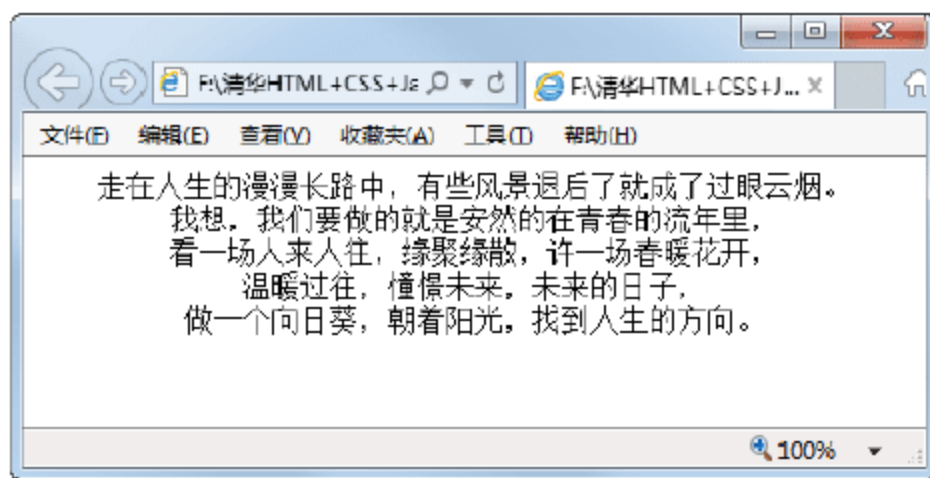 F:\清华HTML+CSS+Ja
F:\清华HTML+CSS+J...
文件(F) 编辑(E) 查看(V) 收藏夹(A) 工具(T) 帮助(H)
走在人生的漫漫长路中，有些风景退后了就成了过眼云烟。
我想，我们要做的就是安然的在青春的流年里，
看一场人来人往，缘聚缘散，许一场春暖花开，
温暖过往，憧憬未来。未来的日子，
做一个向日葵，朝着阳光。找到人生的方向。
100%